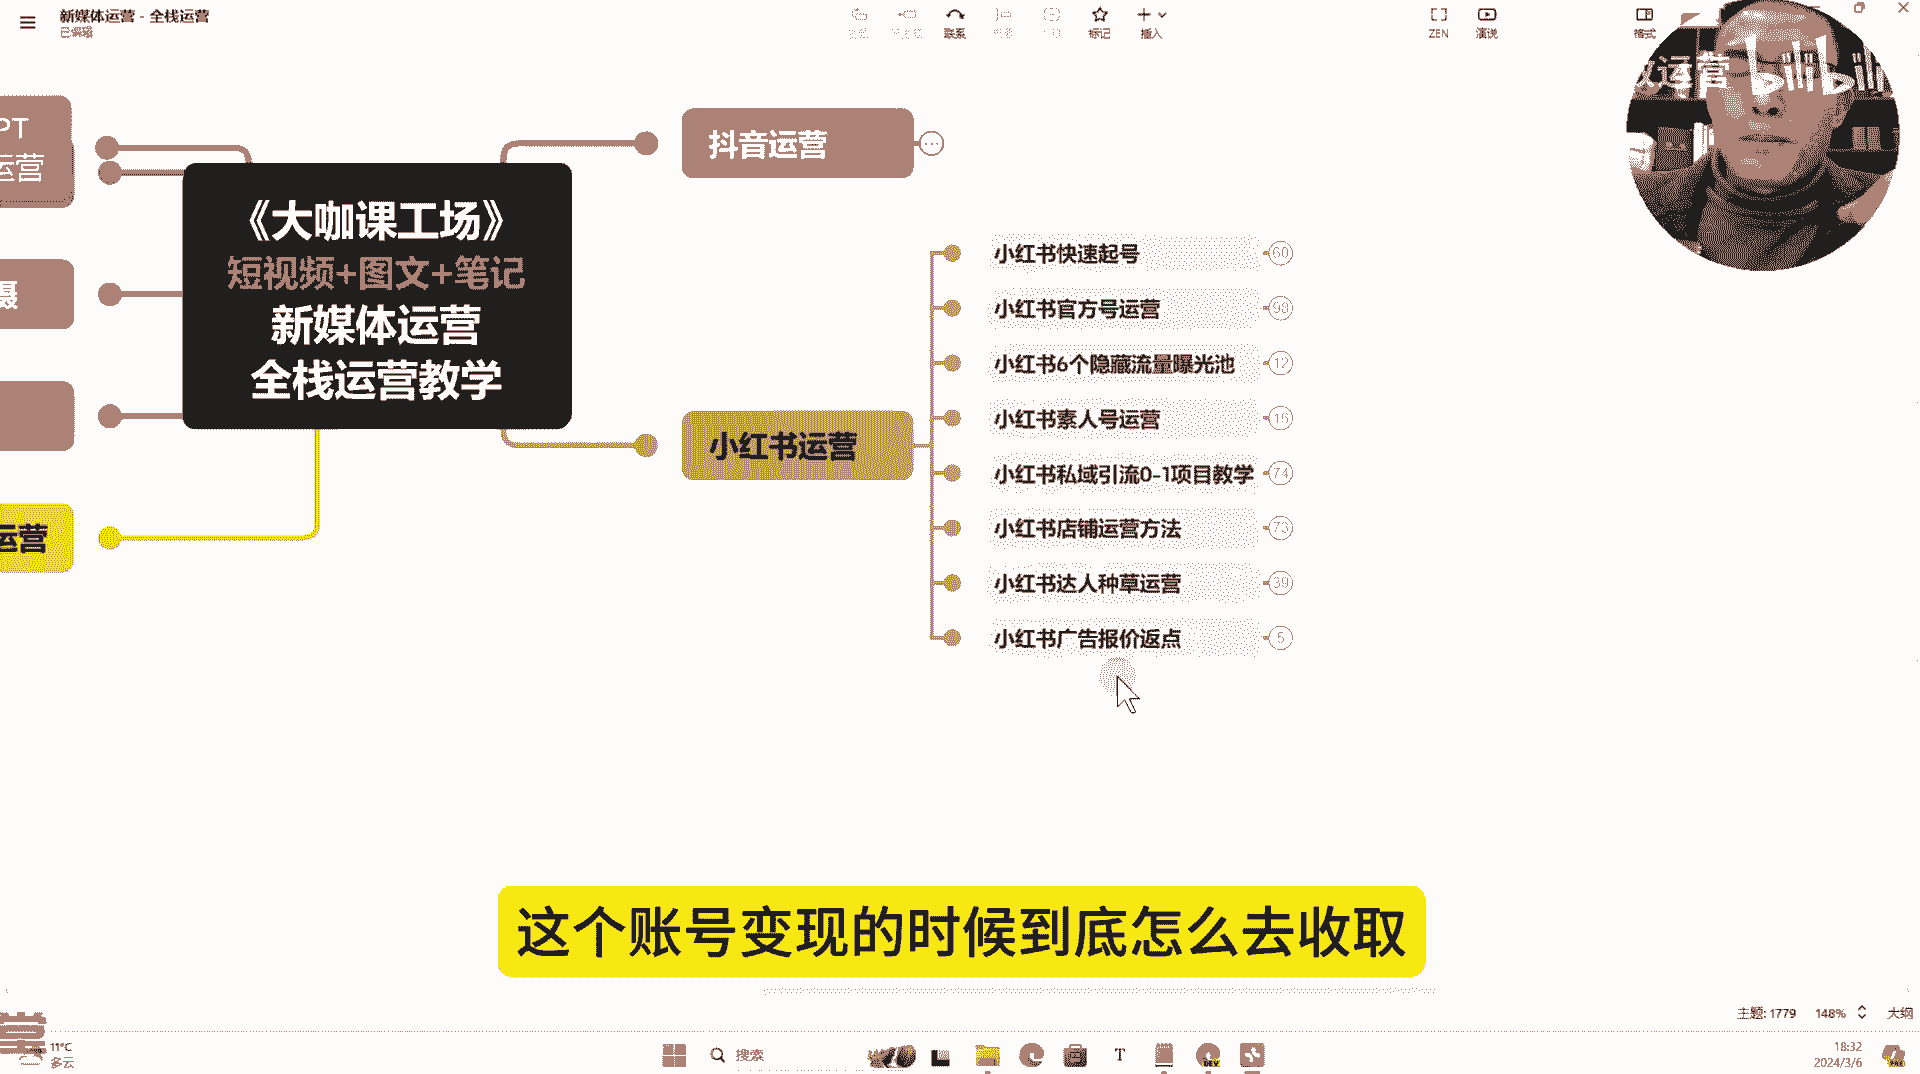 新媒体运营 - 全栈运营
已编辑
联系
标记
插入
ZEN
演说
格式
运营 bilibili
PT
运营
摄
运营
《大咖课工场》
短视频+图文+笔记
新媒体运营
全栈运营教学
抖音运营
小红书运营
小红书快速起号 60
小红书官方号运营 98
小红书6个隐藏流量曝光池 12
小红书素人号运营 15
小红书私域引流0-1项目教学 74
小红书店铺运营方法 73
小红书达人种草运营 39
小红书广告报价返点 5
这个账号变现的时候到底怎么去收取
主题: 1779 148% 大纲
11°C
多云
搜索
18:32
2024/3/6